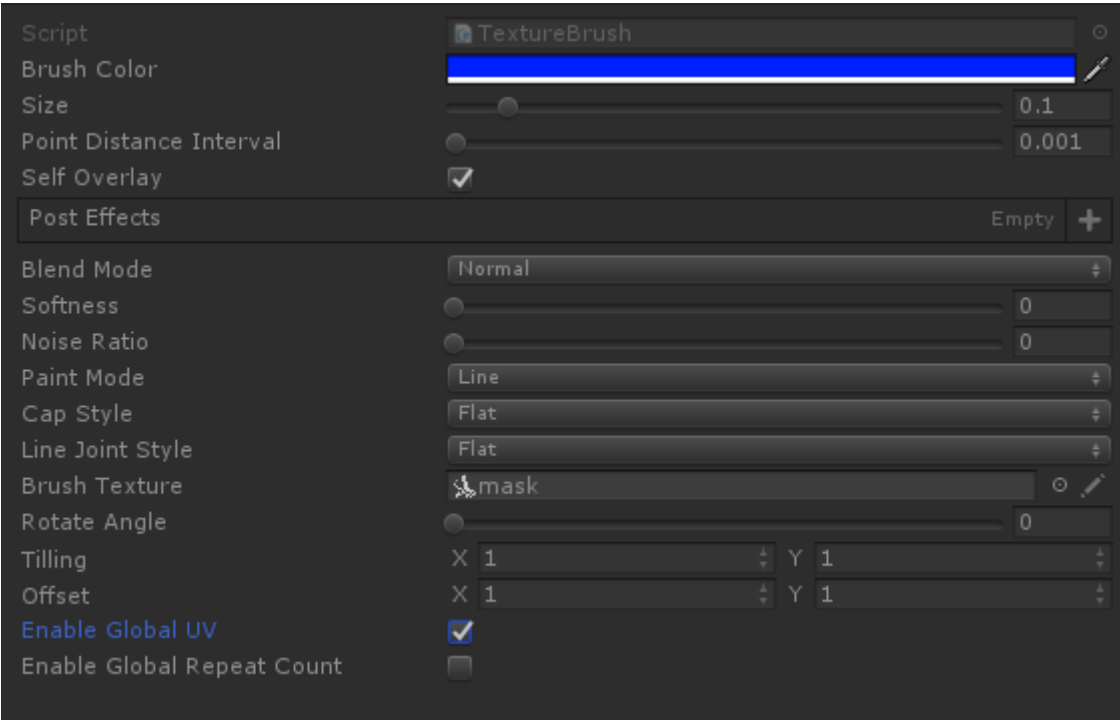 Script TextureBrush
Brush Color
Size 0.1
Point Distance Interval 0.001
Self Overlay
Post Effects Empty
Blend Mode Normal
Softness 0
Noise Ratio 0
Paint Mode Line
Cap Style Flat
Line Joint Style Flat
Brush Texture mask
Rotate Angle 0
Tilling X 1 Y 1
Offset X 1 Y 1
Enable Global UV
Enable Global Repeat Count